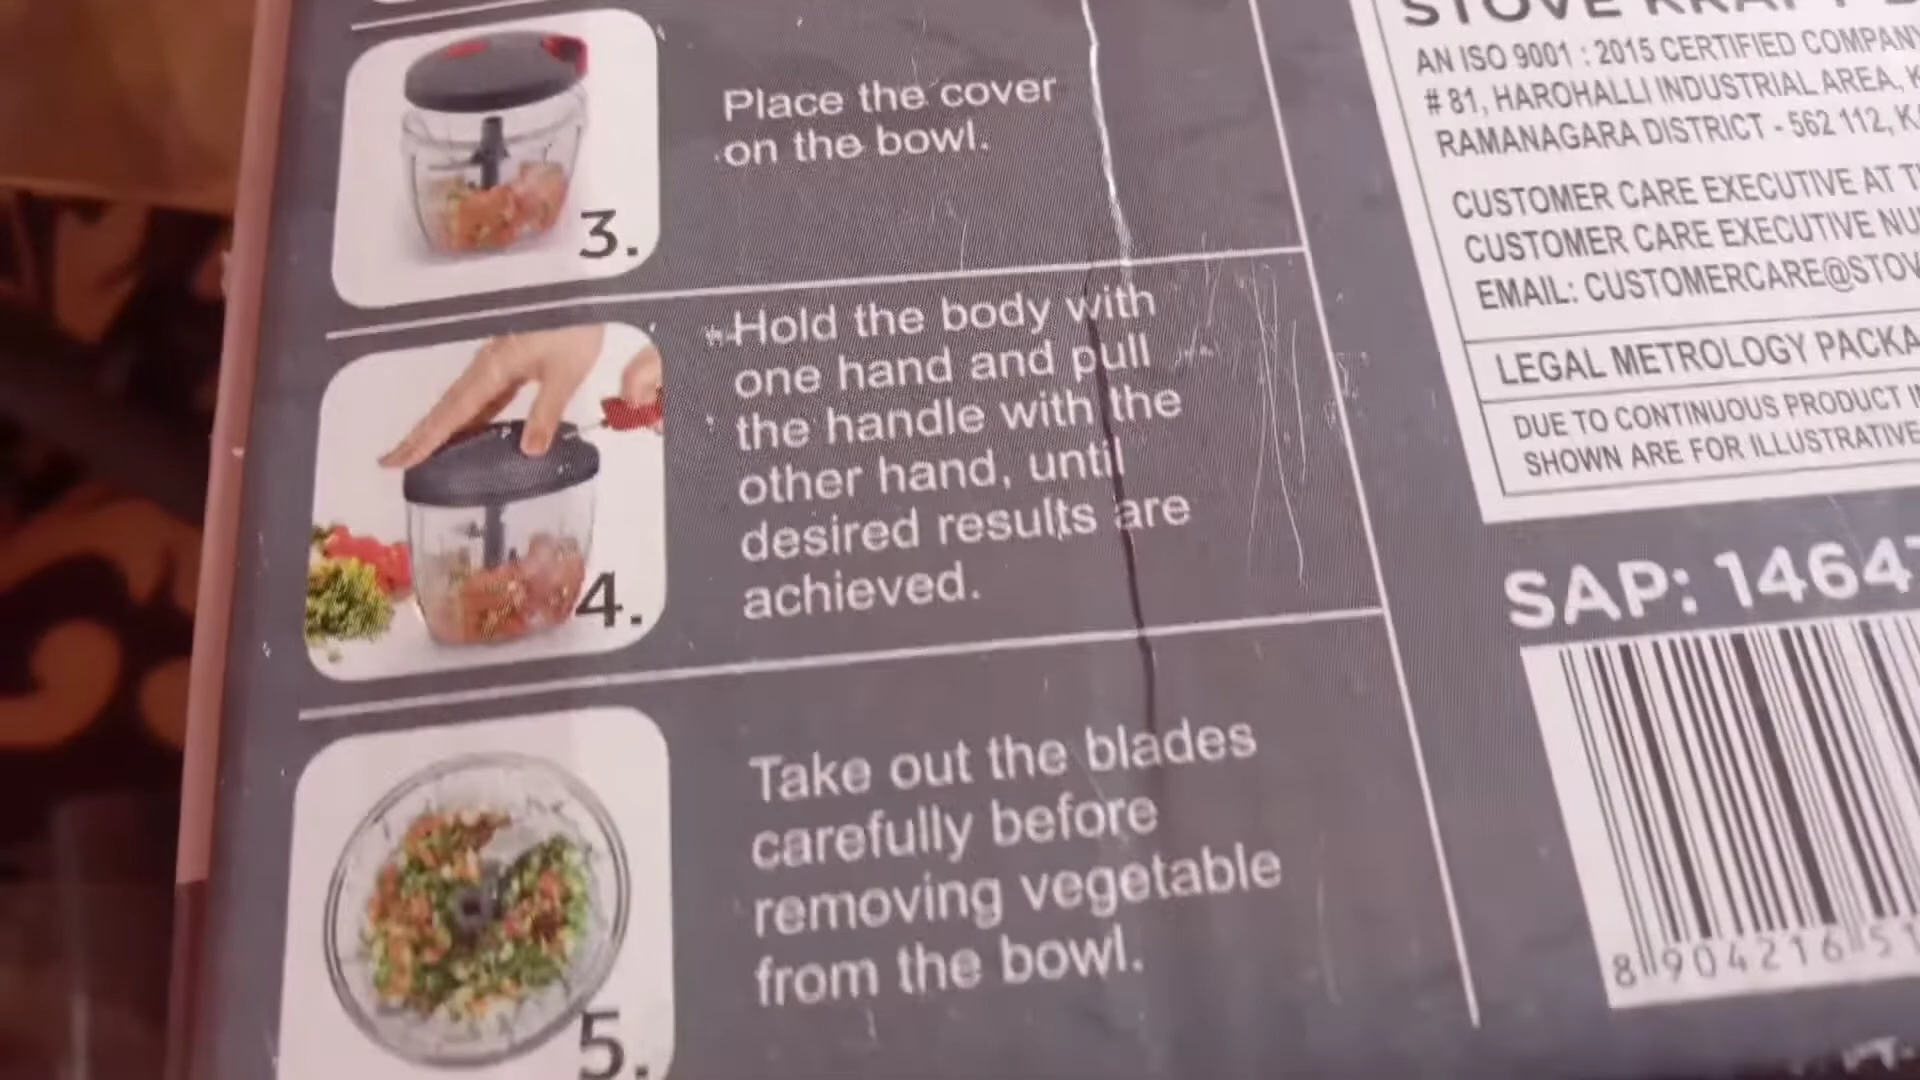 3.
Place the cover
on the bowl.
4.
Hold the body with
one hand and pull
the handle with the
other hand, until
desired results are
achieved.
5.
Take out the blades
carefully before
removing vegetable
from the bowl.
STOVE
AN ISO 9001 : 2015 CERTIFIED COMPANY
# 81, HAROHALLI INDUSTRIAL AREA,
RAMANAGARA DISTRICT - 562 112,
CUSTOMER CARE EXECUTIVE AT
CUSTOMER CARE EXECUTIVE
EMAIL: CUSTOMERCARE@STOV
LEGAL METROLOGY
DUE TO CONTINUOUS PRODUCT
SHOWN ARE FOR ILLUSTRATIVE
SAP: 1464
8 904216 51